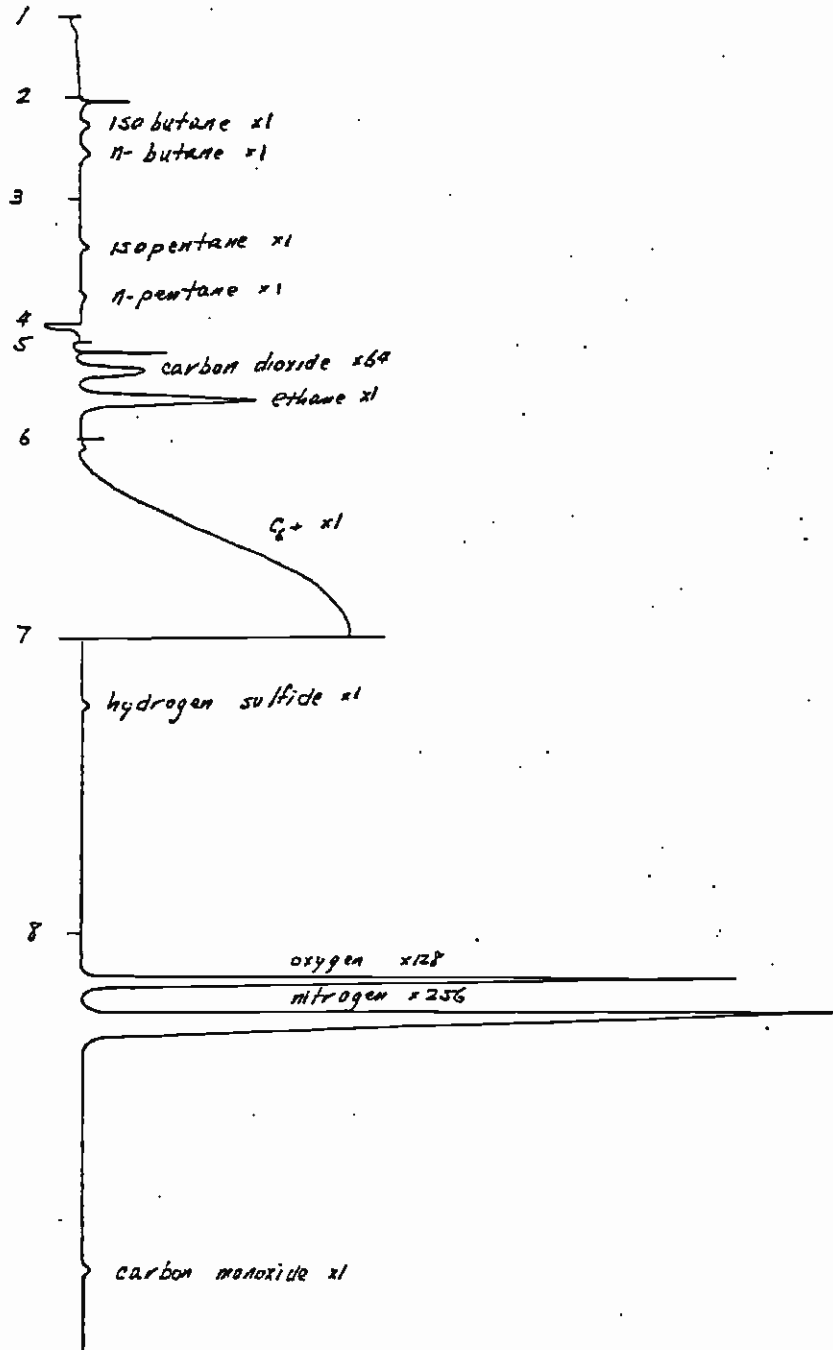 1
2
iso butane x1
n-butane x1
3
isopentane x1
n-pentane x1
4
5
carbon dioxide x64
ethane x1
6
C6+ x1
7
hydrogen sulfide x1
8
oxygen x128
nitrogen x256
carbon monoxide x1